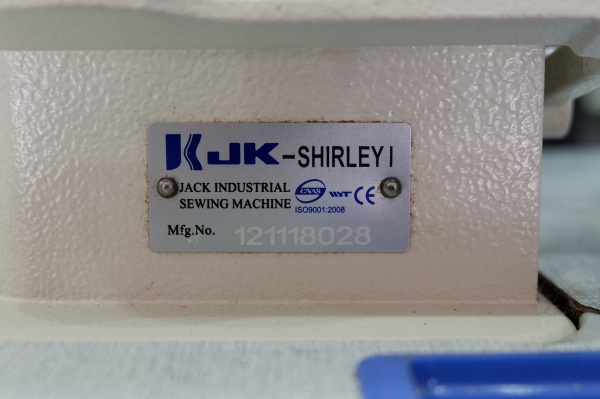 JK-SHIRLEY I
JACK INDUSTRIAL
SEWING MACHINE
CNAS
CE
ISO9001:2008
Mfg.No. 121118028